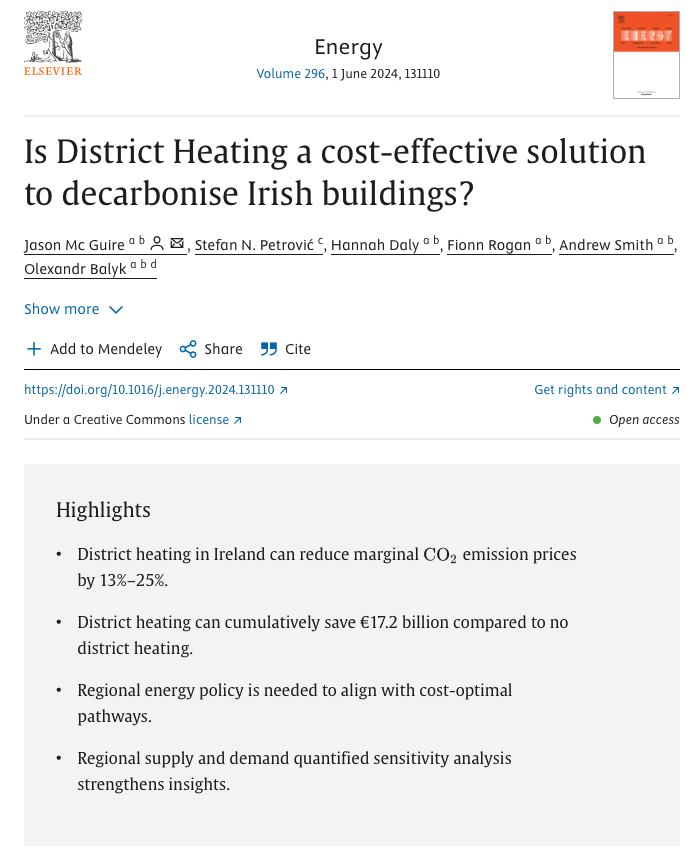 ELSEVIER
Energy
Volume 296, 1 June 2024, 131110
ENERGY
Is District Heating a cost-effective solution
to decarbonise Irish buildings?
Jason Mc Guire a b , Stefan N. Petrović c, Hannah Daly a b, Fionn Rogan a b, Andrew Smith a b,
Olexandr Balyk a b d
Show more
Add to Mendeley Share Cite
https://doi.org/10.1016/j.energy.2024.131110 ↗ Get rights and content ↗
Under a Creative Commons license ↗ Open access
Highlights
• District heating in Ireland can reduce marginal CO₂ emission prices
by 13%–25%.
• District heating can cumulatively save €17.2 billion compared to no
district heating.
• Regional energy policy is needed to align with cost-optimal
pathways.
• Regional supply and demand quantified sensitivity analysis
strengthens insights.